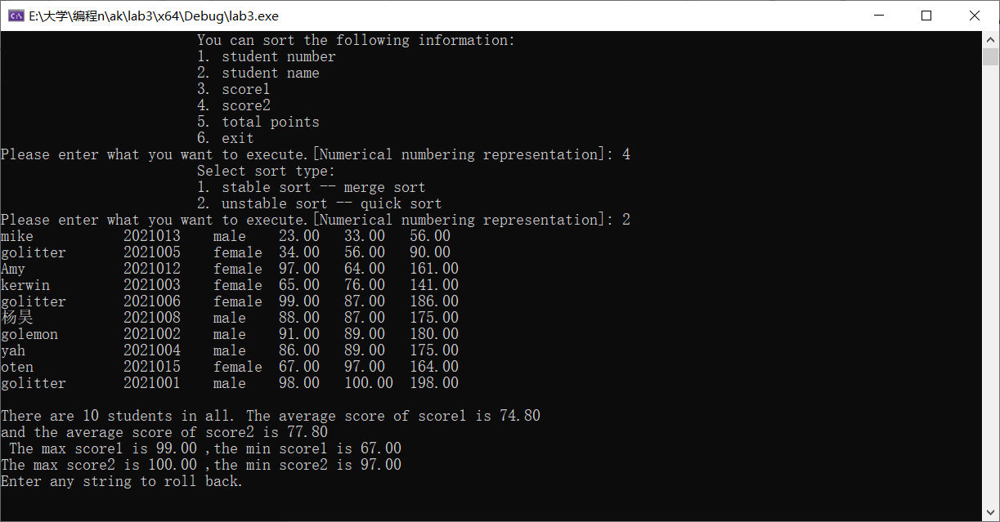 E:\大学\编程n\ak\lab3\x64\Debug\lab3.exe
You can sort the following information:
1. student number
2. student name
3. score1
4. score2
5. total points
6. exit
Please enter what you want to execute.[Numerical numbering representation]: 4
Select sort type:
1. stable sort -- merge sort
2. unstable sort -- quick sort
Please enter what you want to execute.[Numerical numbering representation]: 2
mike 2021013 male 23.00 33.00 56.00
golitter 2021005 female 34.00 56.00 90.00
Amy 2021012 female 97.00 64.00 161.00
kerwin 2021003 female 65.00 76.00 141.00
golitter 2021006 female 99.00 87.00 186.00
杨昊 2021008 male 88.00 87.00 175.00
golemon 2021002 male 91.00 89.00 180.00
yah 2021004 male 86.00 89.00 175.00
oten 2021015 female 67.00 97.00 164.00
golitter 2021001 male 98.00 100.00 198.00
There are 10 students in all. The average score of score1 is 74.80
and the average score of score2 is 77.80
The max score1 is 99.00 ,the min score1 is 67.00
The max score2 is 100.00 ,the min score2 is 97.00
Enter any string to roll back.